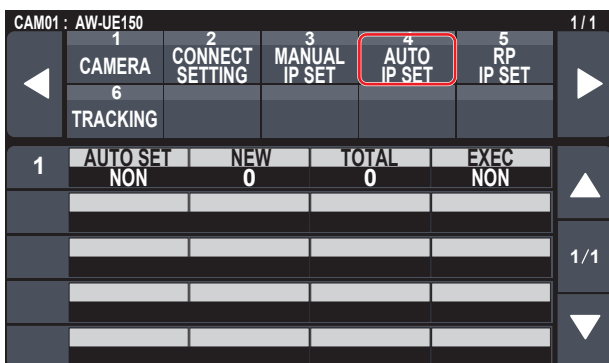 CAM01 : AW-UE150 1 / 1
1 2 3 4 5
CAMERA CONNECT SETTING MANUAL IP SET AUTO IP SET RP IP SET
6
TRACKING
1 AUTO SET NEW TOTAL EXEC
NON 0 0 NON
1/1